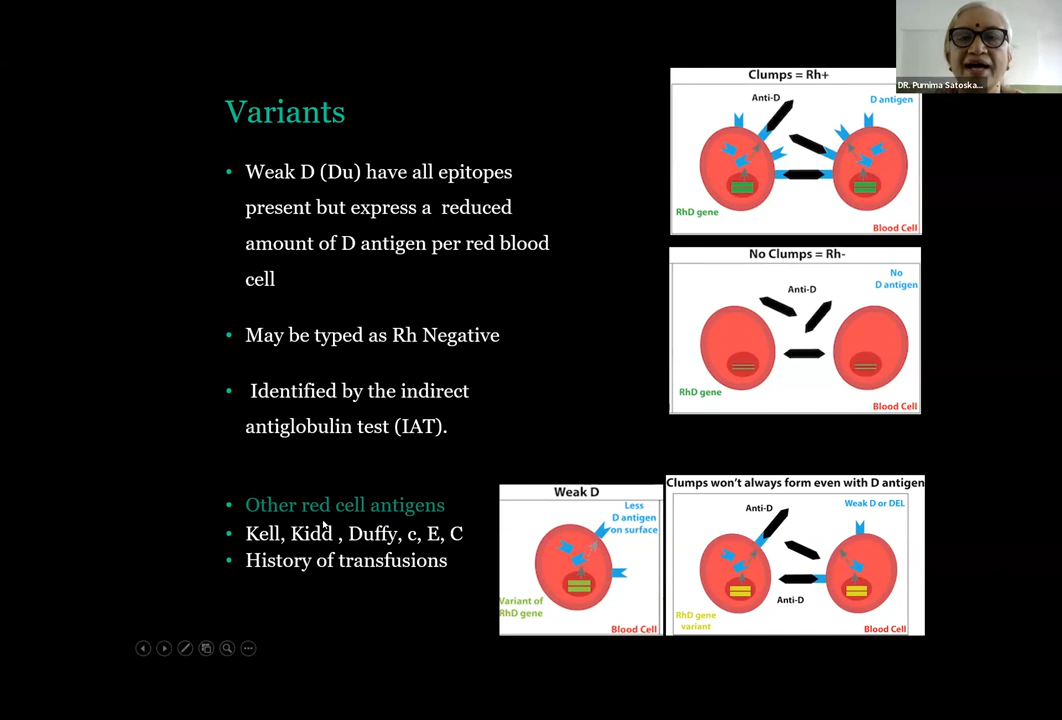 DR. Purnima Satoska...
Variants
Weak D (Du) have all epitopes
present but express a reduced
amount of D antigen per red blood
cell
May be typed as Rh Negative
Identified by the indirect
antiglobulin test (IAT).
Other red cell antigens
Kell, Kidd , Duffy, c, E, C
History of transfusions
Clumps = Rh+
Anti-D
D antigen
RhD gene
Blood Cell
No Clumps = Rh-
No
D antigen
Anti-D
RhD gene
Blood Cell
Weak D
Less
D antigen
on surface
Variant of
RhD gene
Blood Cell
Clumps won't always form even with D antigen
Anti-D
Weak D or DEL
Anti-D
RhD gene
variant
Blood Cell